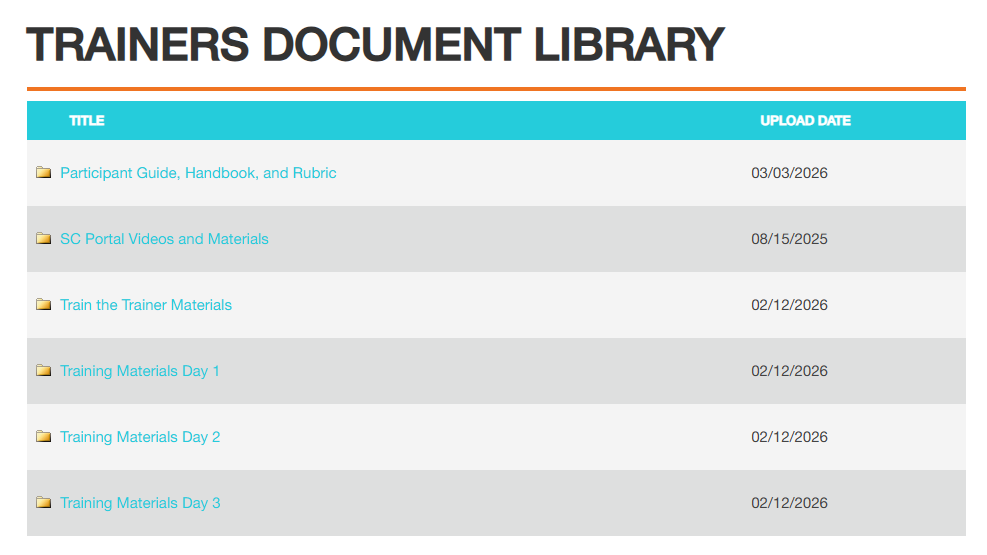 TRAINERS DOCUMENT LIBRARY
TITLE UPLOAD DATE
Participant Guide, Handbook, and Rubric 03/03/2026
SC Portal Videos and Materials 08/15/2025
Train the Trainer Materials 02/12/2026
Training Materials Day 1 02/12/2026
Training Materials Day 2 02/12/2026
Training Materials Day 3 02/12/2026